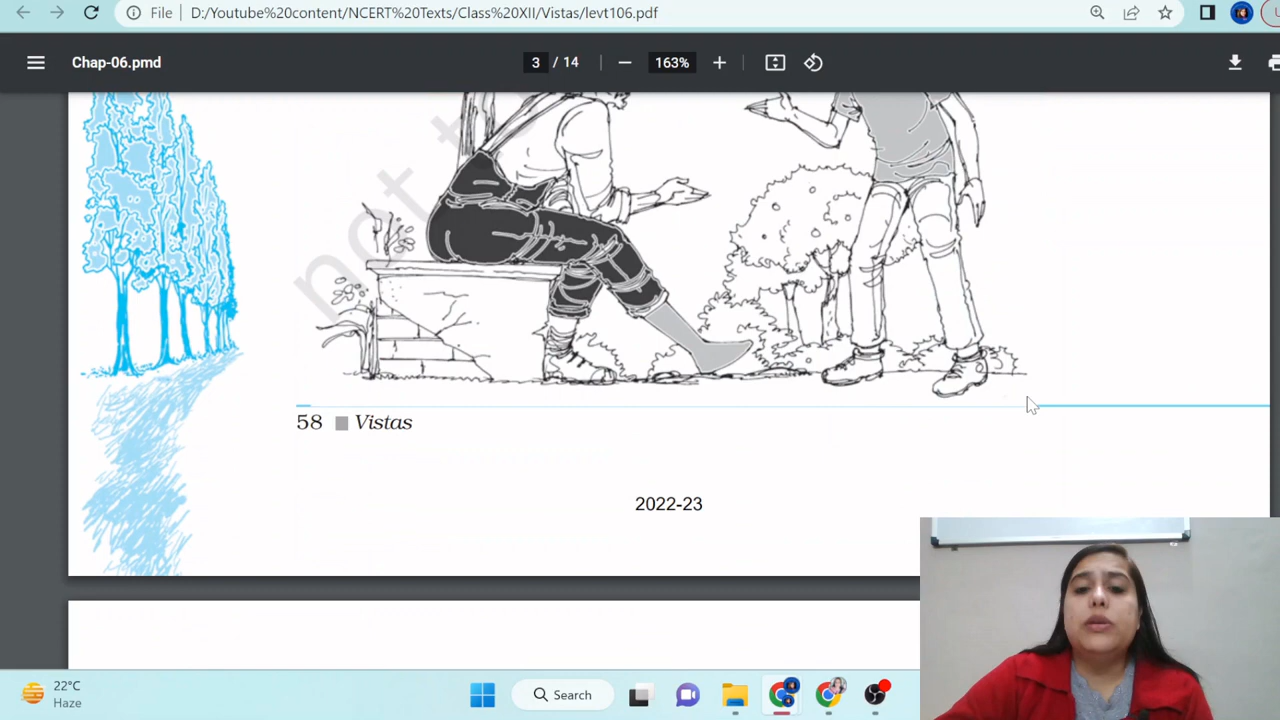 File D:/Youtube%20content/NCERT%20Texts/Class%20XII/Vistas/levt106.pdf
Chap-06.pmd 3 / 14 163%
not t
58 Vistas
2022-23
22°C
Haze
Search